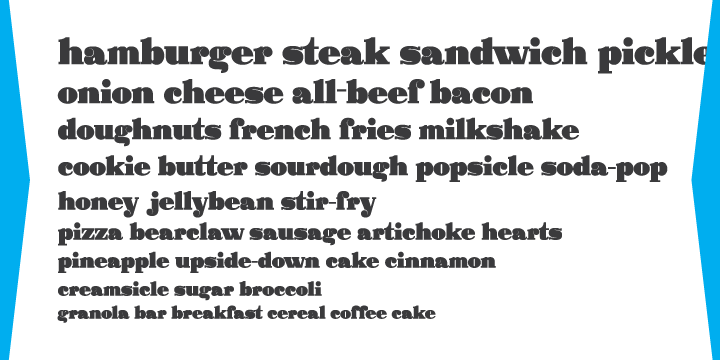 hamburger steak sandwich pickle
onion cheese all-beef bacon
doughnuts french fries milkshake
cookie butter sourdough popsicle soda-pop
honey jellybean stir-fry
pizza bearclaw sausage artichoke hearts
pineapple upside-down cake cinnamon
creamsicle sugar broccoli
granola bar breakfast cereal coffee cake